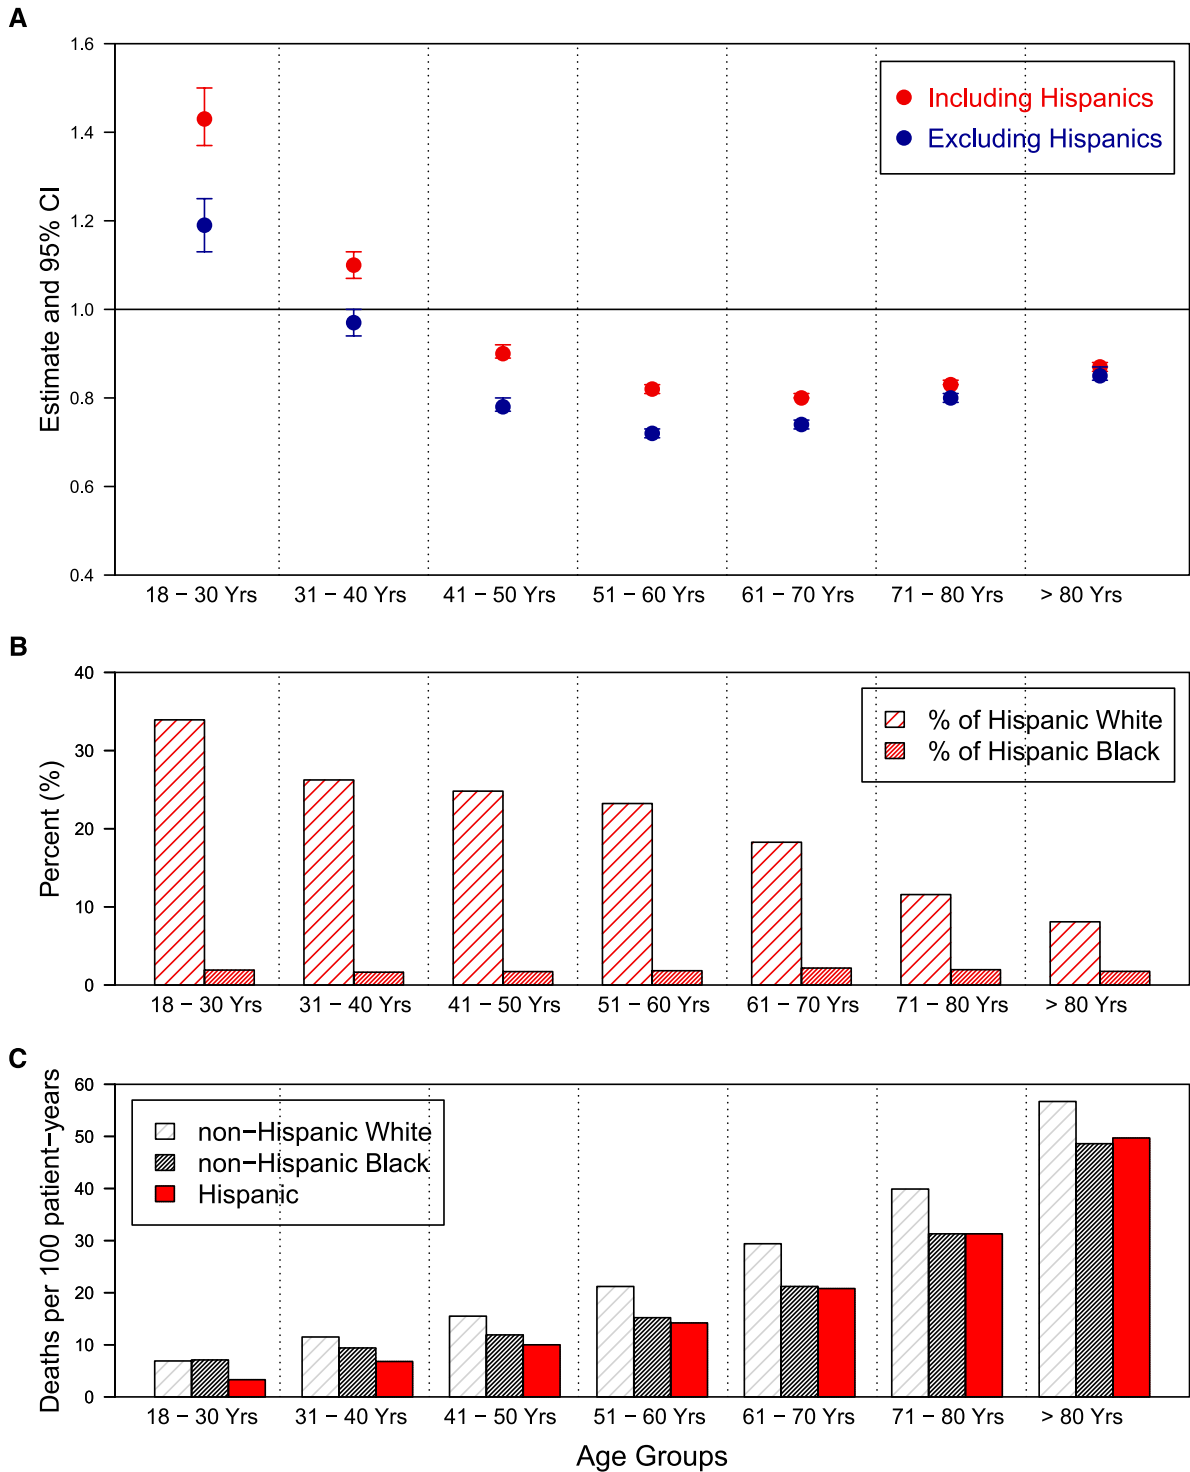 A
Estimate and 95% CI
1.6
1.4
1.2
1.0
0.8
0.6
0.4
Including Hispanics
Excluding Hispanics
18 − 30 Yrs 31 − 40 Yrs 41 − 50 Yrs 51 − 60 Yrs 61 − 70 Yrs 71 − 80 Yrs > 80 Yrs
B
Percent (%)
40
30
20
10
0
% of Hispanic White
% of Hispanic Black
18 − 30 Yrs 31 − 40 Yrs 41 − 50 Yrs 51 − 60 Yrs 61 − 70 Yrs 71 − 80 Yrs > 80 Yrs
C
Deaths per 100 patient−years
60
50
40
30
20
10
0
non−Hispanic White
non−Hispanic Black
Hispanic
18 − 30 Yrs 31 − 40 Yrs 41 − 50 Yrs 51 − 60 Yrs 61 − 70 Yrs 71 − 80 Yrs > 80 Yrs
Age Groups